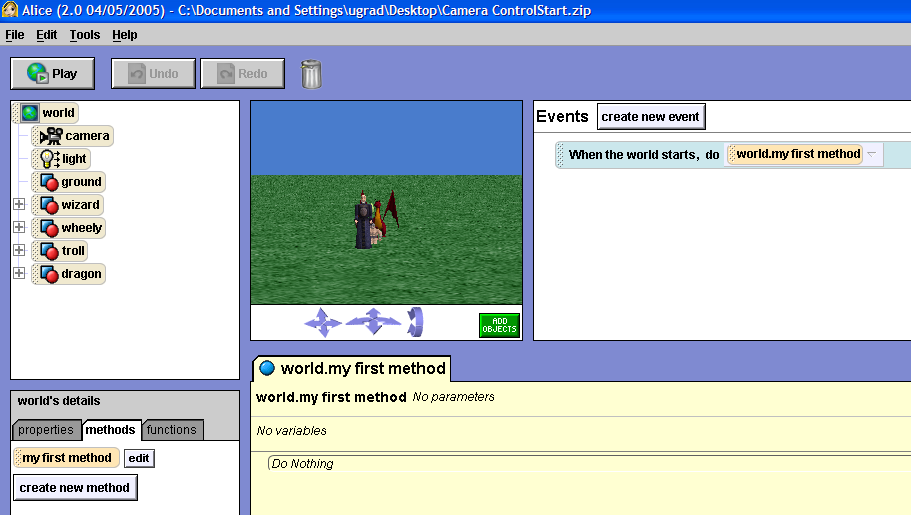 Alice (2.0 04/05/2005) - C:\Documents and Settings\ugrad\Desktop\Camera ControlStart.zip
File Edit Tools Help
Play Undo Redo
world
camera
light
ground
wizard
wheely
troll
dragon
ADD
OBJECTS
Events create new event
When the world starts, do world.my first method
world's details
properties methods functions
my first method edit
create new method
world.my first method
world.my first method No parameters
No variables
Do Nothing